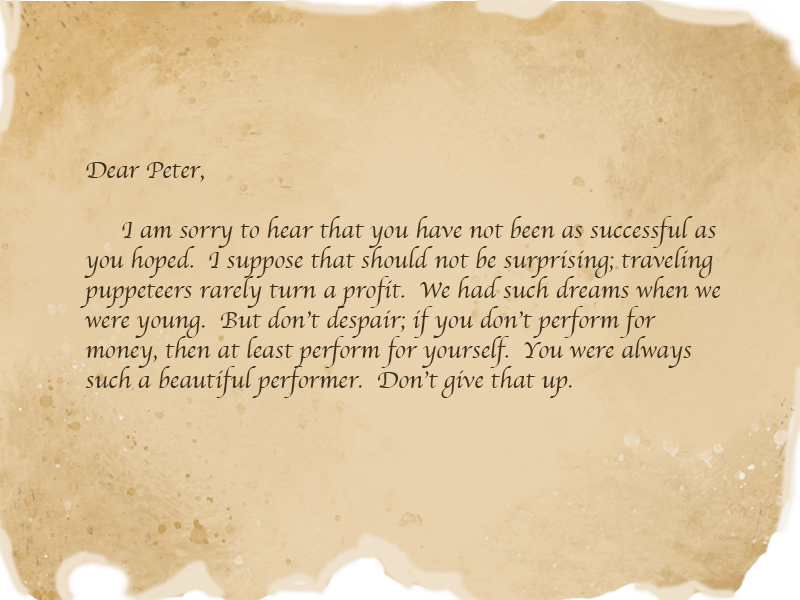 Dear Peter,
I am sorry to hear that you have not been as successful as
you hoped.  I suppose that should not be surprising; traveling
puppeteers rarely turn a profit.  We had such dreams when we
were young.  But don't despair; if you don't perform for
money, then at least perform for yourself.  You were always
such a beautiful performer.  Don't give that up.